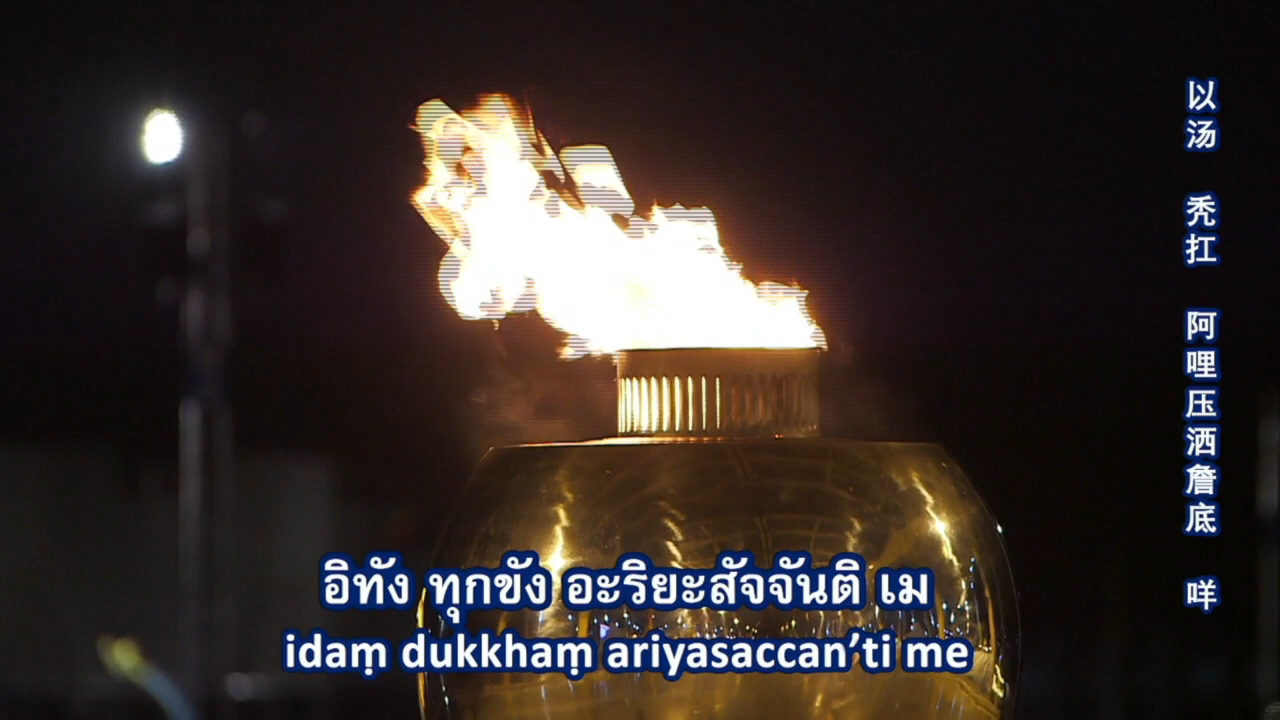 อิทัง ทุกขัง อะริยะสัจจันติ เม
idaṃ dukkhaṃ ariyasaccan’ti me
以汤 秃扛 阿哩压洒詹底 咩